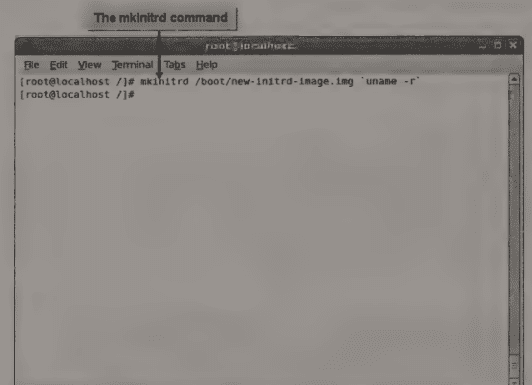 The mkinitrd command
root@localhost:
File Edit View Terminal Tabs Help
[root@localhost /]# mkinitrd /boot/new-initrd-image.img `uname -r`
[root@localhost /]#